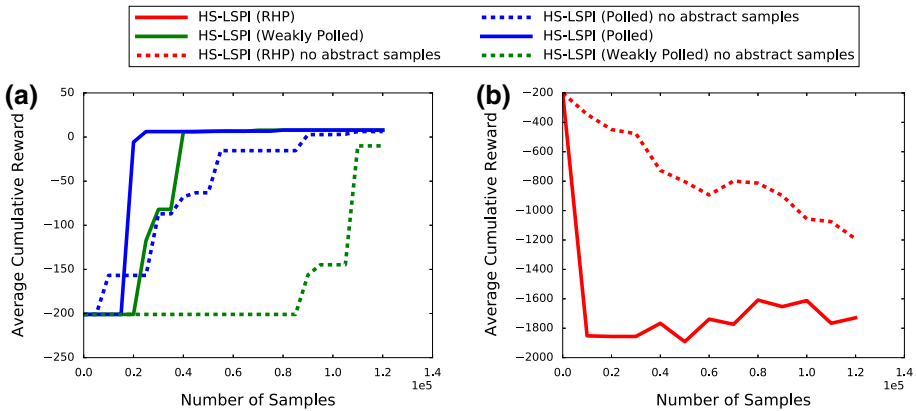 HS-LSPI (RHP)
HS-LSPI (Weakly Polled)
HS-LSPI (RHP) no abstract samples
HS-LSPI (Polled) no abstract samples
HS-LSPI (Polled)
HS-LSPI (Weakly Polled) no abstract samples
(a)
50
0
−50
−100
−150
−200
−250
Average Cumulative Reward
0.0 0.2 0.4 0.6 0.8 1.0 1.2 1.4
1e5
Number of Samples
(b)
−200
−400
−600
−800
−1000
−1200
−1400
−1600
−1800
−2000
Average Cumulative Reward
0.0 0.2 0.4 0.6 0.8 1.0 1.2 1.4
1e5
Number of Samples